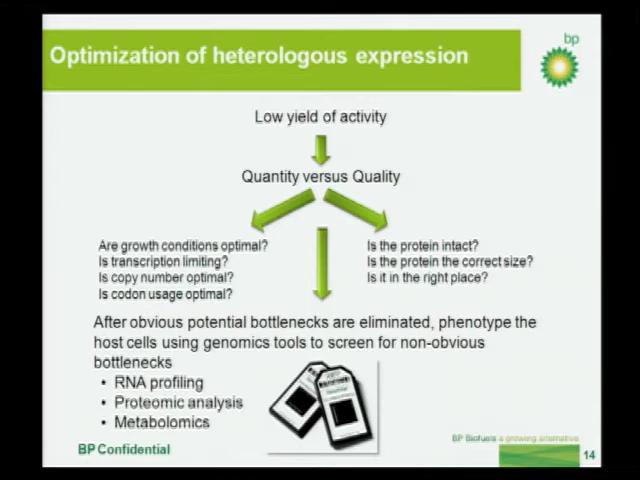 Optimization of heterologous expression
bp
Low yield of activity
Quantity versus Quality
Are growth conditions optimal?
Is transcription limiting?
Is copy number optimal?
Is codon usage optimal?
Is the protein intact?
Is the protein the correct size?
Is it in the right place?
After obvious potential bottlenecks are eliminated, phenotype the
host cells using genomics tools to screen for non-obvious
bottlenecks
• RNA profiling
• Proteomic analysis
• Metabolomics
BP Confidential
BP Biofuels a growing alternative
14